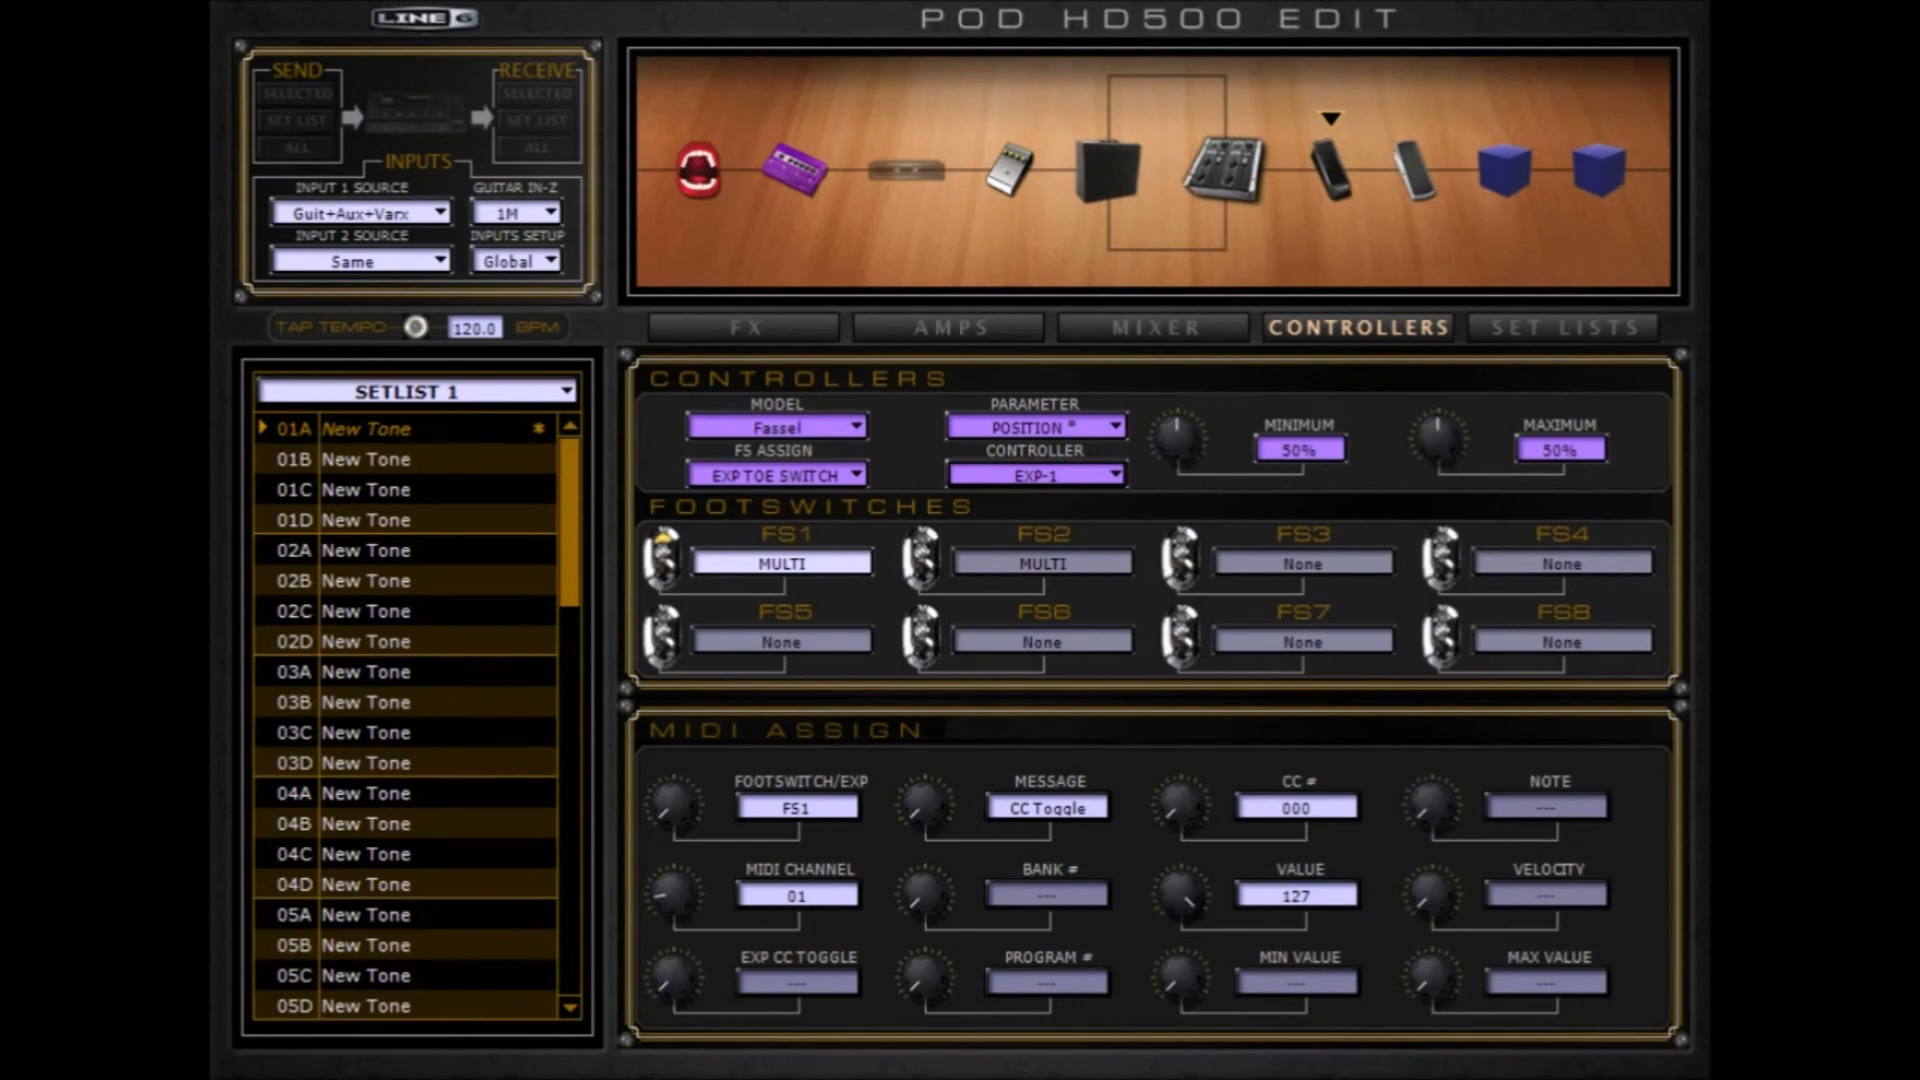 LINE 6
POD HD500 EDIT
SEND
RECEIVE
SELECTED
SELECTED
SET LIST
SET LIST
ALL
ALL
INPUTS
INPUT 1 SOURCE
GUITAR IN-Z
Guit+Aux+Varx
1M
INPUT 2 SOURCE
INPUTS SETUP
Same
Global
TAP TEMPO
120.0
BPM
FX
AMPS
MIXER
CONTROLLERS
SET LISTS
SETLIST 1
01A New Tone *
01B New Tone
01C New Tone
01D New Tone
02A New Tone
02B New Tone
02C New Tone
02D New Tone
03A New Tone
03B New Tone
03C New Tone
03D New Tone
04A New Tone
04B New Tone
04C New Tone
04D New Tone
05A New Tone
05B New Tone
05C New Tone
05D New Tone
CONTROLLERS
MODEL
PARAMETER
Fassel
POSITION *
MINIMUM
MAXIMUM
50%
50%
FS ASSIGN
CONTROLLER
EXP TOE SWITCH
EXP-1
FOOTSWITCHES
FS1
FS2
FS3
FS4
MULTI
MULTI
None
None
FS5
FS6
FS7
FS8
None
None
None
None
MIDI ASSIGN
FOOTSWITCH/EXP
MESSAGE
CC #
NOTE
FS1
CC Toggle
000
---
MIDI CHANNEL
BANK #
VALUE
VELOCITY
01
---
127
---
EXP CC TOGGLE
PROGRAM #
MIN VALUE
MAX VALUE
---
---
---
---